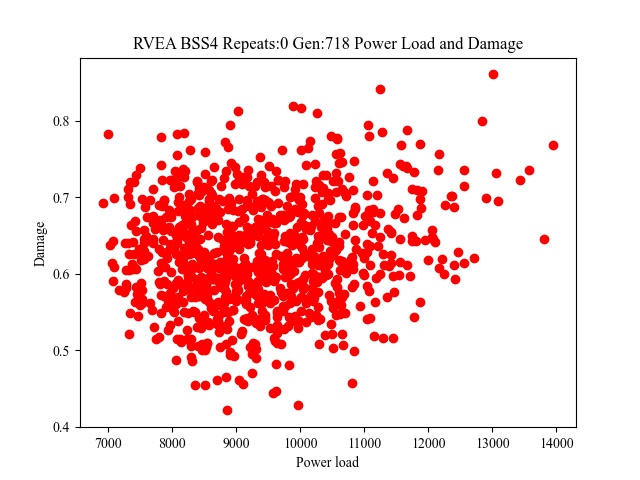 RVEA BSS4 Repeats:0 Gen:718 Power Load and Damage
0.8
0.7
0.6
0.5
0.4
Damage
7000 8000 9000 10000 11000 12000 13000 14000
Power load